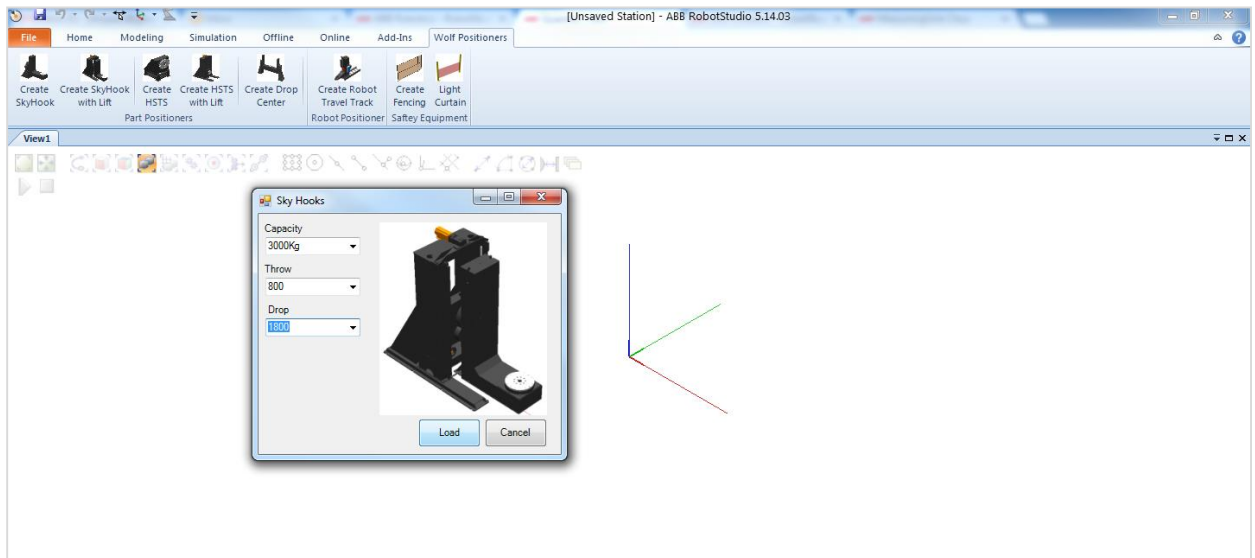 [Unsaved Station] - ABB RobotStudio 5.14.03
File Home Modeling Simulation Offline Online Add-Ins Wolf Positioners
Create SkyHook
Create SkyHook with Lift
Create HSTS
Create HSTS with Lift
Create Drop Center
Create Robot Travel Track
Create Fencing
Light Curtain
Part Positioners Robot Positioner Saftey Equipment
View1
Sky Hooks
Capacity
3000Kg
Throw
800
Drop
1800
Load Cancel